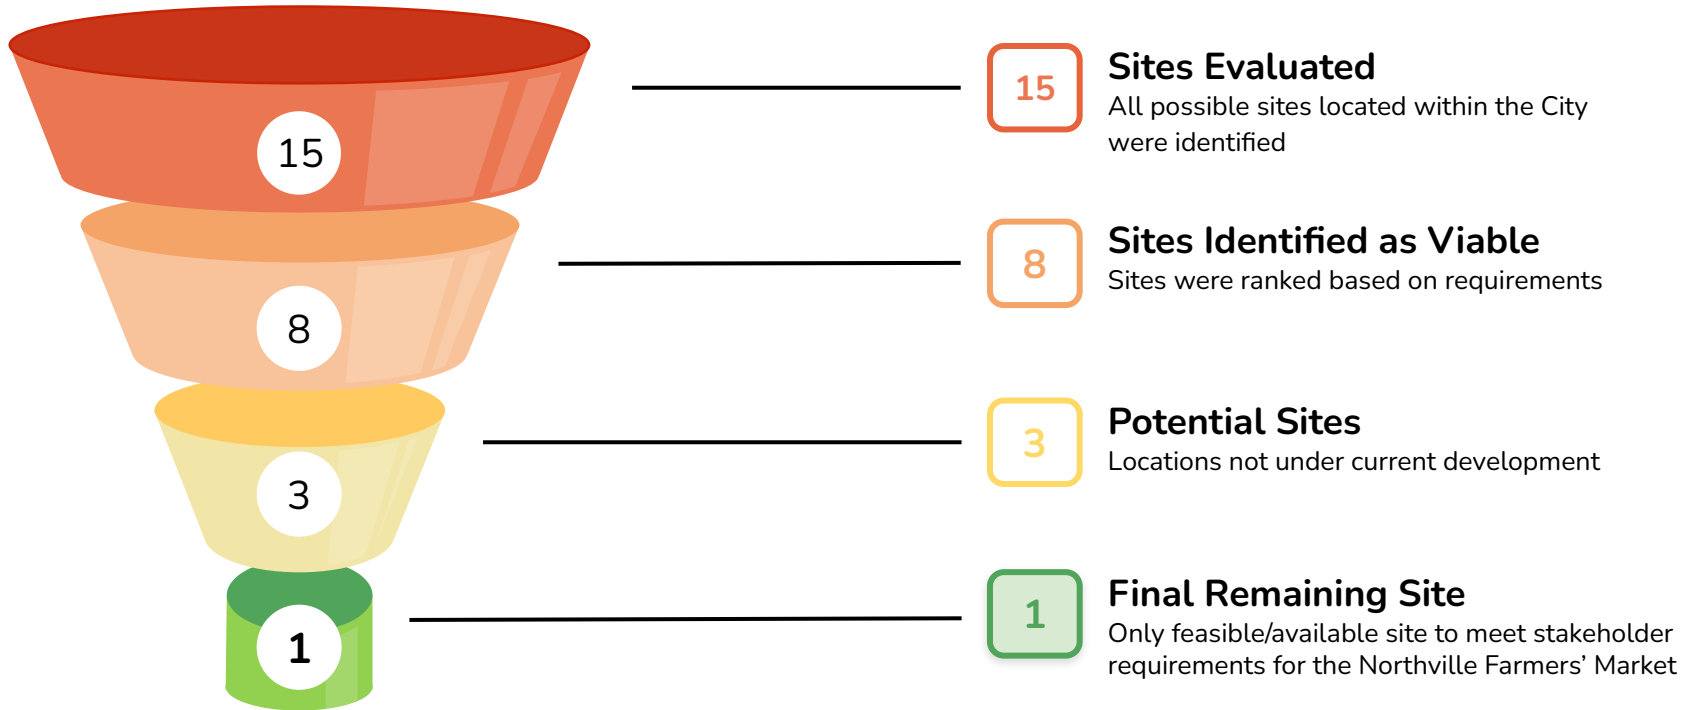 15
15
Sites Evaluated
All possible sites located within the City
were identified
8
8
Sites Identified as Viable
Sites were ranked based on requirements
3
3
Potential Sites
Locations not under current development
1
1
Final Remaining Site
Only feasible/available site to meet stakeholder
requirements for the Northville Farmers’ Market